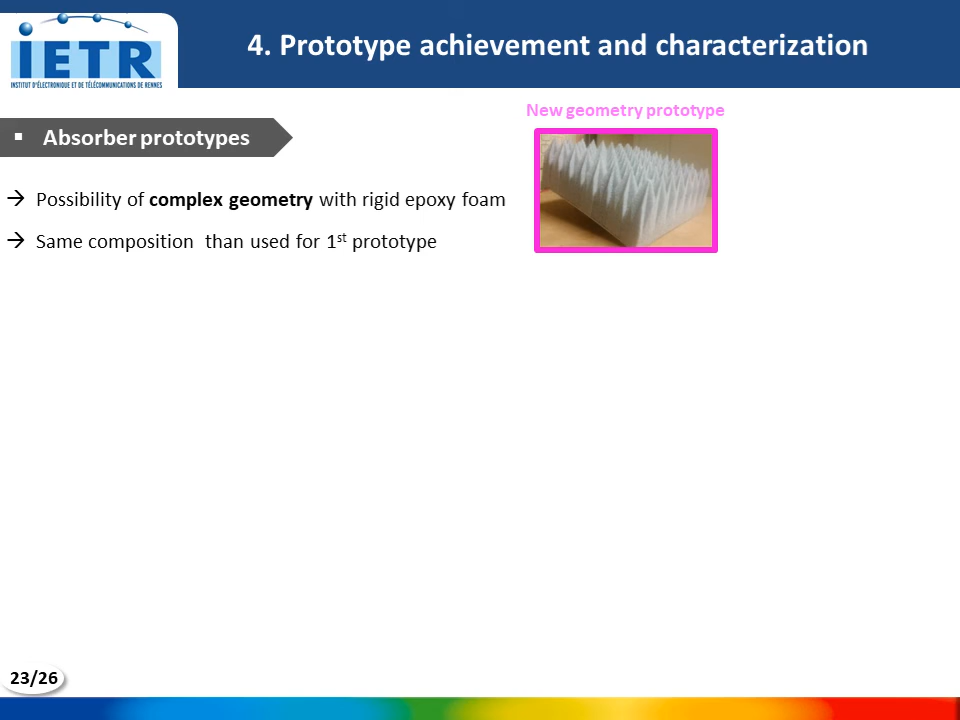 iETR
INSTITUT D'ÉLECTRONIQUE ET DE TÉLÉCOMMUNICATIONS DE RENNES
4. Prototype achievement and characterization
New geometry prototype
▪ Absorber prototypes
→ Possibility of complex geometry with rigid epoxy foam
→ Same composition than used for 1st prototype
23/26